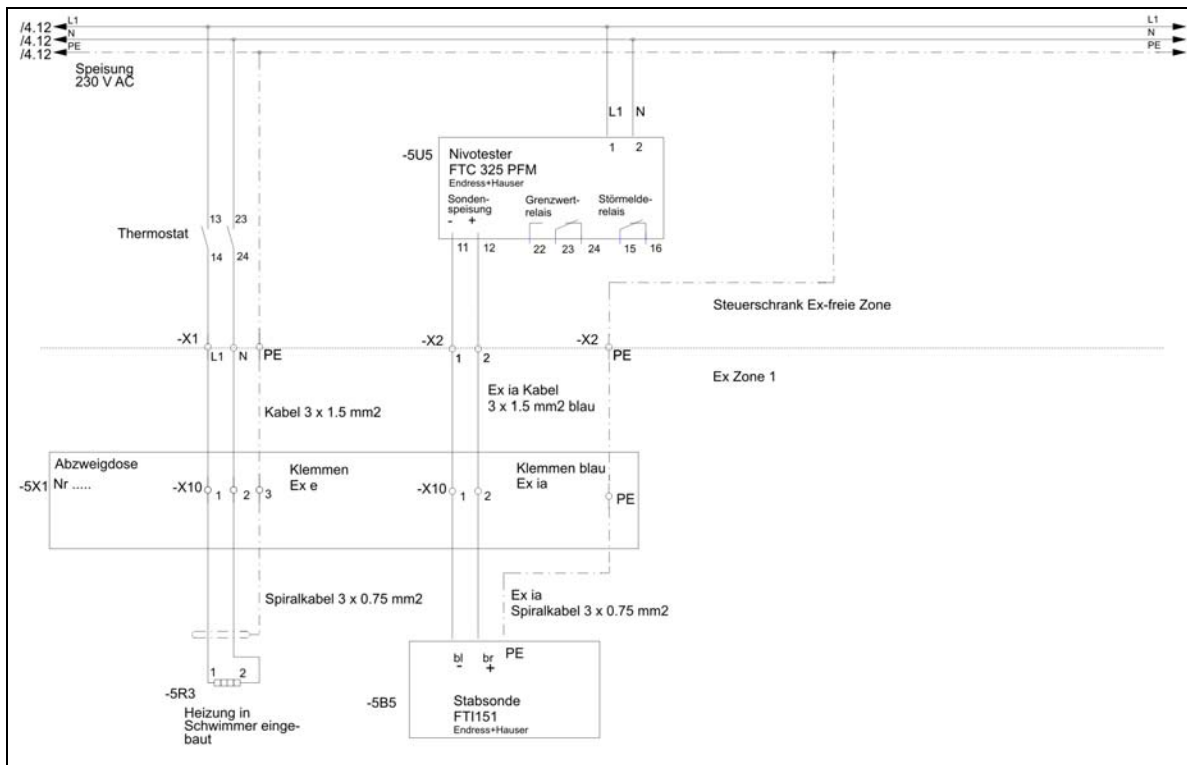 L1
/4.12
N
/4.12
PE
/4.12
L1
N
PE
Speisung
230 V AC
L1 N
1 2
-5U5
Nivotester
FTC 325 PFM
Endress+Hauser
Sonden-
speisung
- +
Grenzwert-
relais
Störmelde-
relais
11 12 22 23 24 15 16
13 23
Thermostat
14 24
Steuerschrank Ex-freie Zone
-X1
L1 N PE
-X2
1 2
-X2
PE
Ex Zone 1
Ex ia Kabel
3 x 1.5 mm2 blau
Kabel 3 x 1.5 mm2
Abzweigdose
-5X1 Nr .....
Klemmen
Ex e
-X10 1 2 3
Klemmen blau
Ex ia
-X10 1 2
PE
Spiralkabel 3 x 0.75 mm2
Ex ia
Spiralkabel 3 x 0.75 mm2
1 2
-5R3
Heizung in
Schwimmer einge-
baut
bl br PE
- +
-5B5
Stabsonde
FTI151
Endress+Hauser